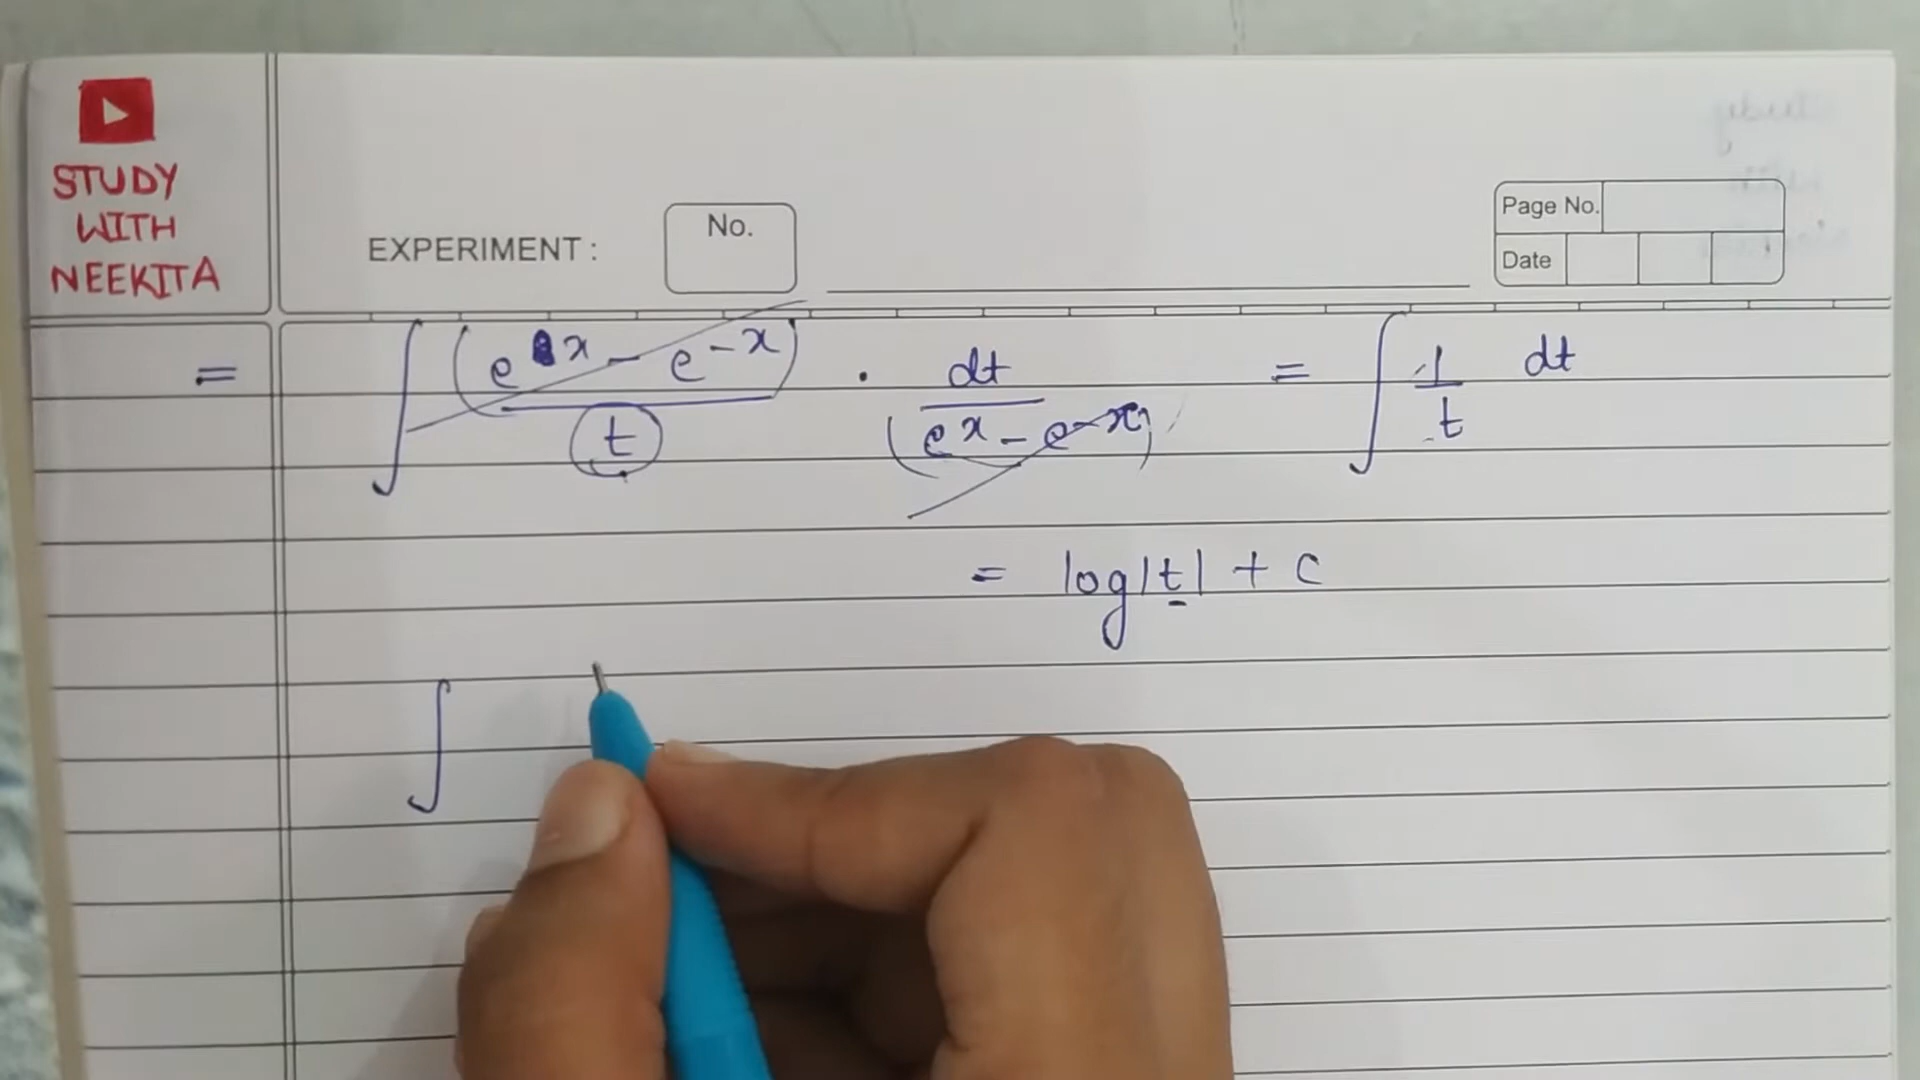 STUDY
WITH
NEEKITA
EXPERIMENT :
No.
Page No.
Date
= ∫ (e^x - e^-x) / t · dt / (e^x - e^-x) = ∫ 1/t dt
= log|t| + c
∫